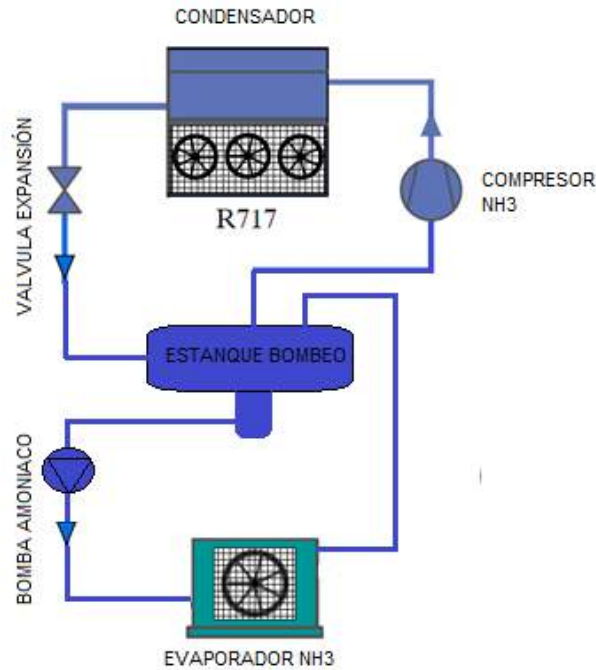 CONDENSADOR
VALVULA EXPANSIÓN
R717
COMPRESOR
NH3
ESTANQUE BOMBEO
BOMBA AMONIACO
EVAPORADOR NH3